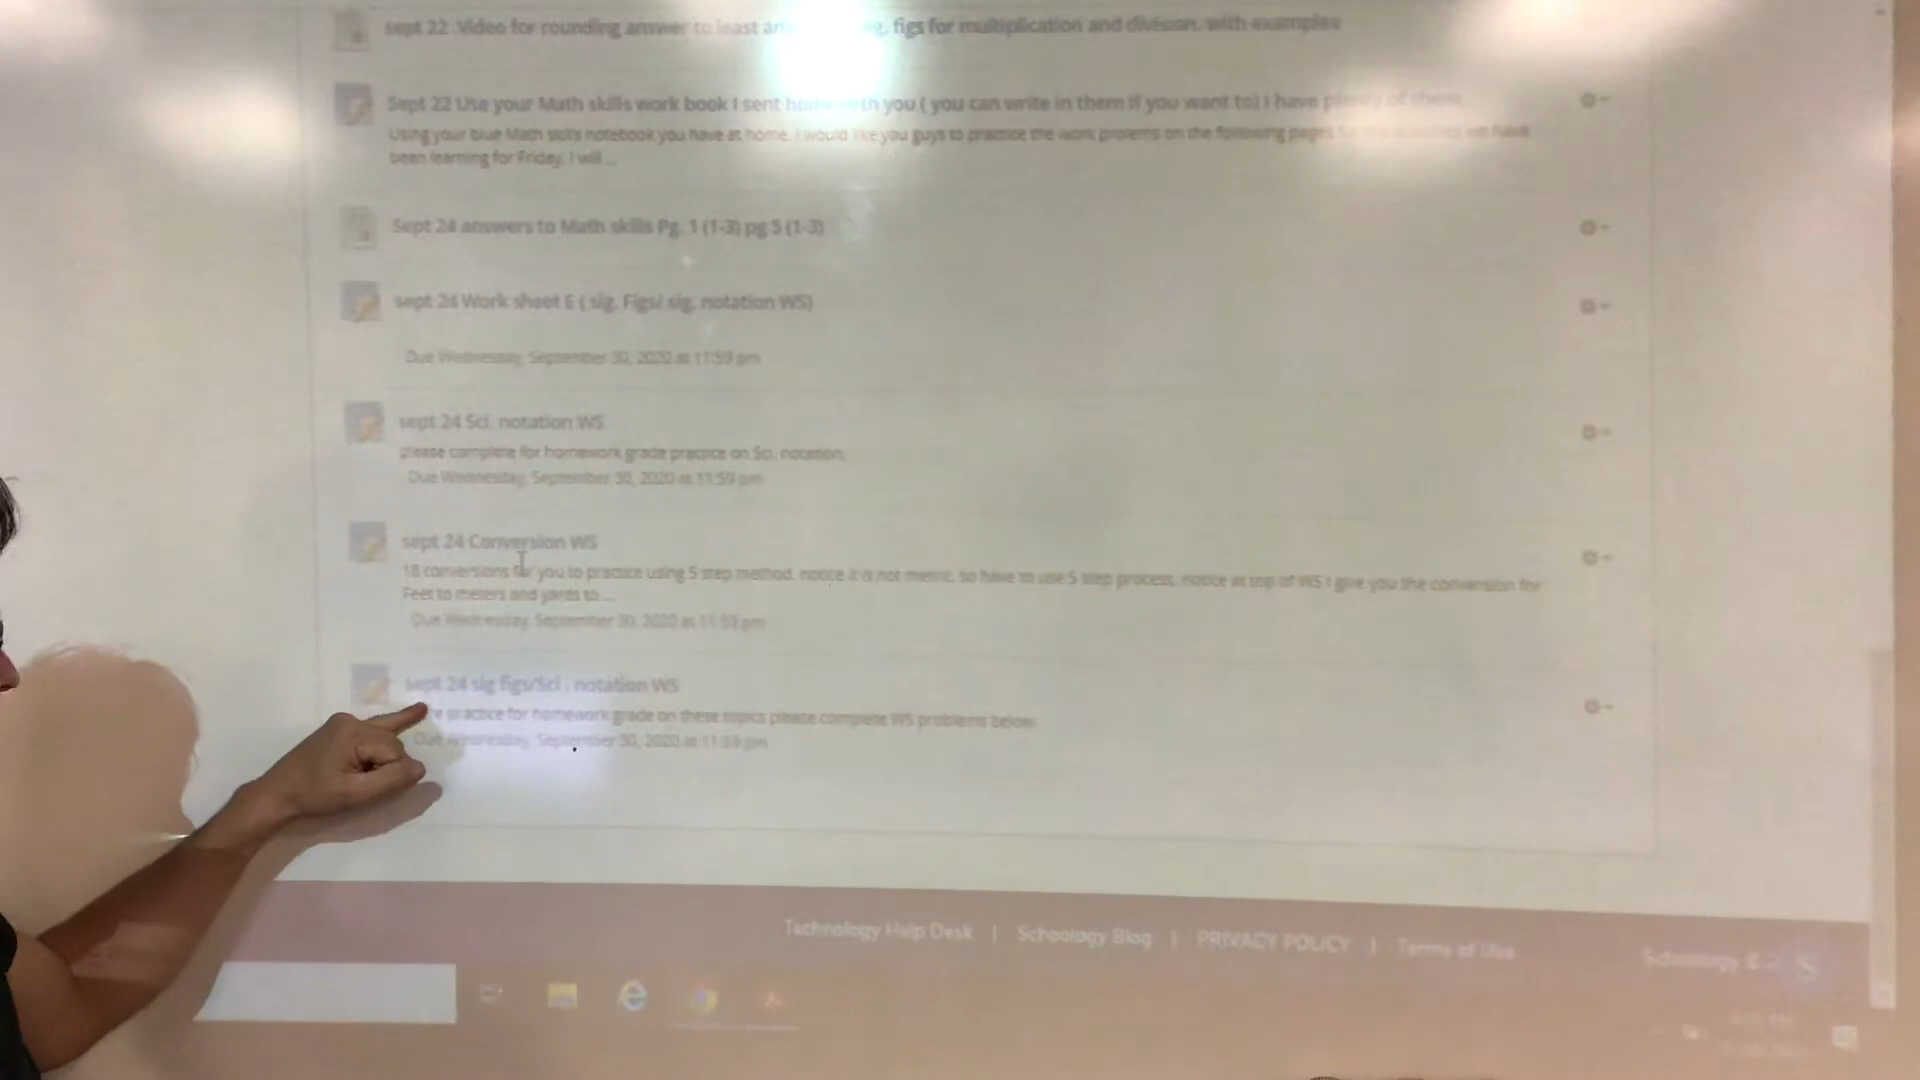 sept 22 .Video for rounding answer to least figs for multiplication and division. with examples
Sept 22 Use your Math skills work book I sent home with you ( you can write in them if you want to) I have plenty of them.
Using your blue Math skills notebook you have at home. I would like you guys to practice the work problems on the following pages have
been learning for Friday. I will ...
Sept 24 answers to Math skills Pg. 1 (1-3) pg 5 (1-3)
sept 24 Work sheet E ( sig. Figs/ sig. notation WS)
Due Wednesday, September 30, 2020 at 11:59 pm
sept 24 Sci. notation WS
please complete for homework grade practice on Sci. notation.
Due Wednesday, September 30, 2020 at 11:59 pm
sept 24 Conversion WS
18 conversions for you to practice using 5 step method. notice it is not metric. so have to use 5 step process. notice at top of WS I give you the conversion for
Feet to meters and yards to ...
Due Wednesday, September 30, 2020 at 11:59 pm
sept 24 sig figs/Sci . notation WS
practice for homework grade on these topics please complete WS problems below.
Due Wednesday, September 30, 2020 at 11:59 pm
Technology Help Desk | Schoology Blog | PRIVACY POLICY | Terms of Use
Schoology